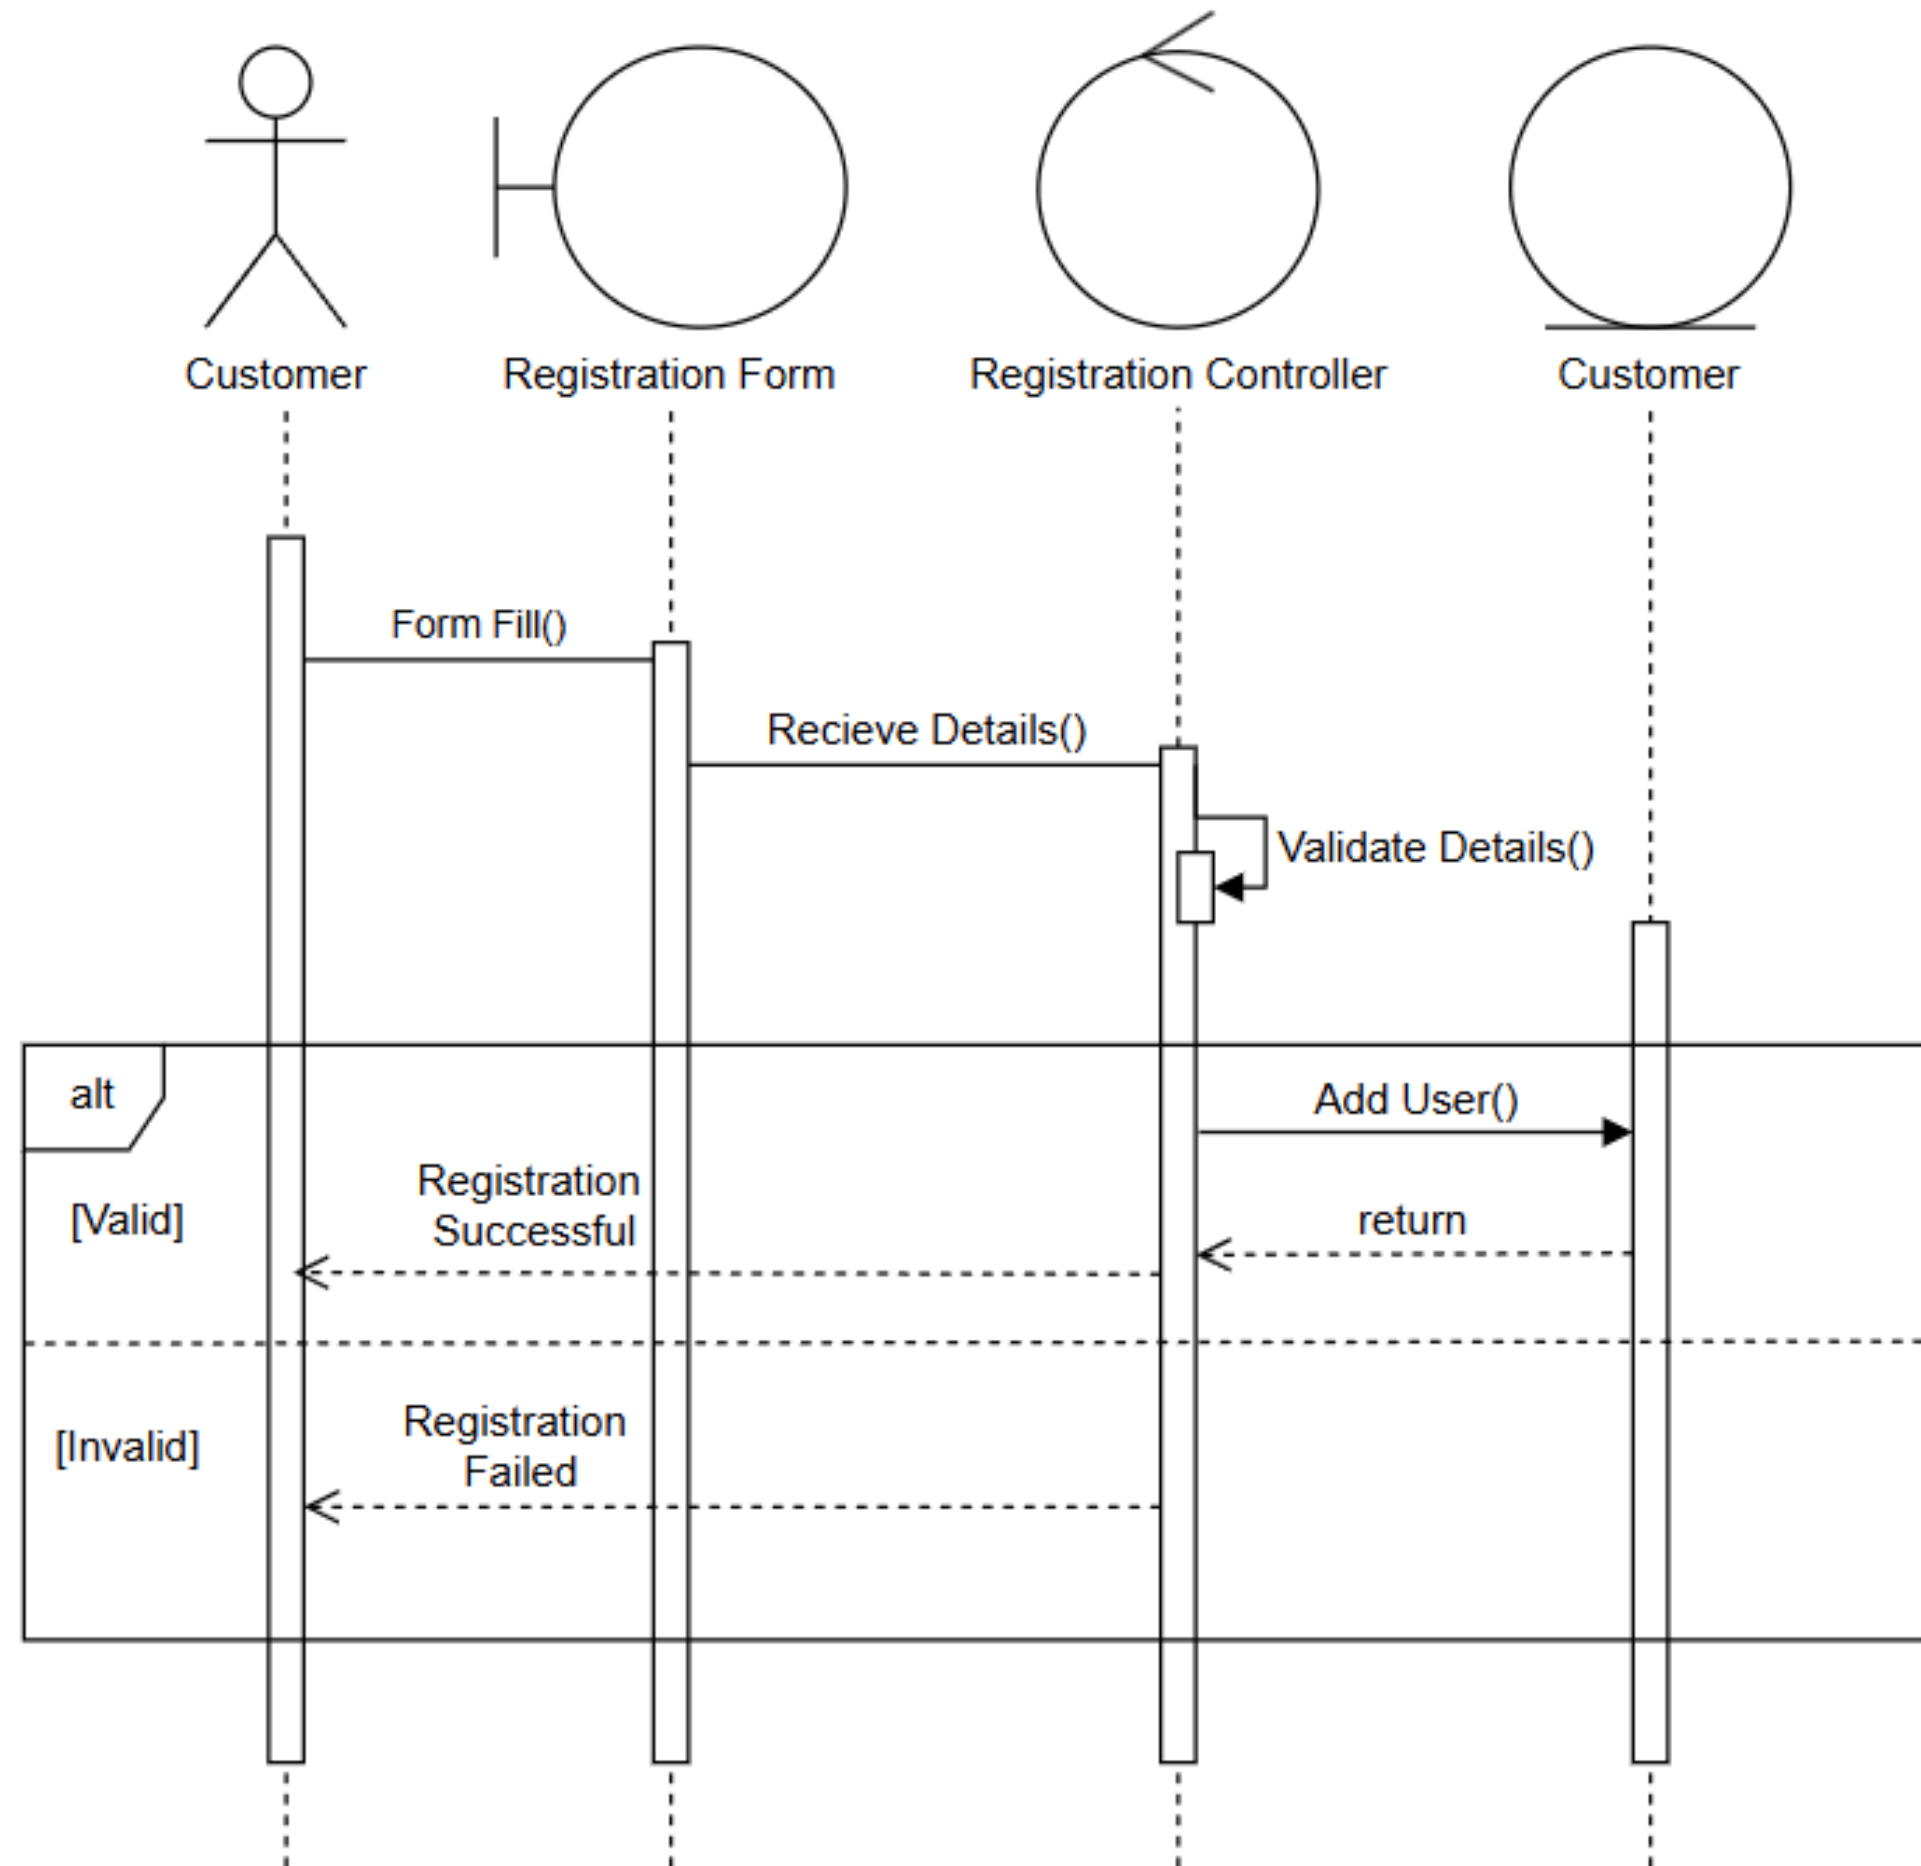 Customer
Registration Form
Registration Controller
Customer
Form Fill()
Recieve Details()
Validate Details()
alt
Add User()
Registration
Successful
[Valid]
return
Registration
Failed
[Invalid]